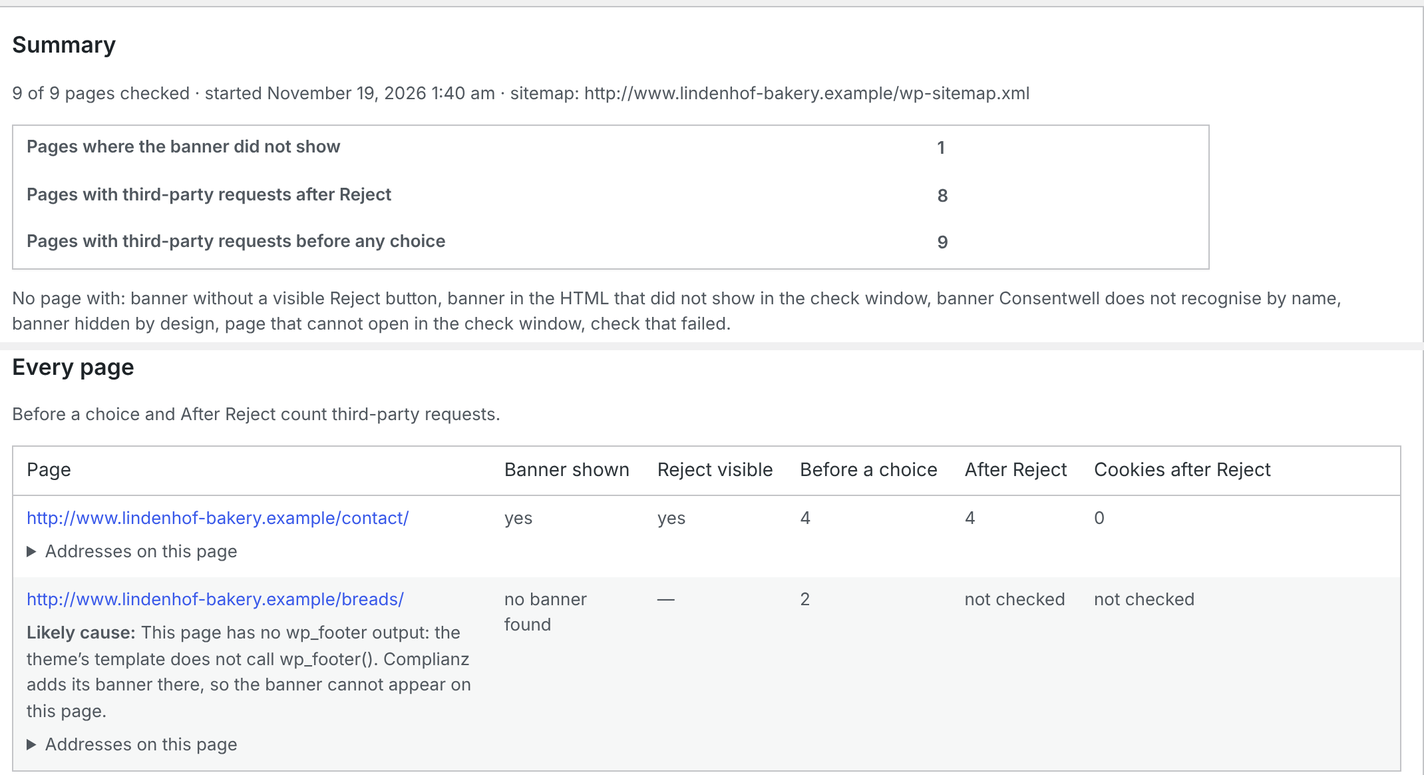 Summary
9 of 9 pages checked · started November 19, 2026 1:40 am · sitemap: http://www.lindenhof-bakery.example/wp-sitemap.xml
Pages where the banner did not show 1
Pages with third-party requests after Reject 8
Pages with third-party requests before any choice 9
No page with: banner without a visible Reject button, banner in the HTML that did not show in the check window, banner Consentwell does not recognise by name,
banner hidden by design, page that cannot open in the check window, check that failed.
Every page
Before a choice and After Reject count third-party requests.
Page Banner shown Reject visible Before a choice After Reject Cookies after Reject
http://www.lindenhof-bakery.example/contact/ yes yes 4 4 0
▶ Addresses on this page
http://www.lindenhof-bakery.example/breads/ no banner — 2 not checked not checked
found
Likely cause: This page has no wp_footer output: the
theme’s template does not call wp_footer(). Complianz
adds its banner there, so the banner cannot appear on
this page.
▶ Addresses on this page